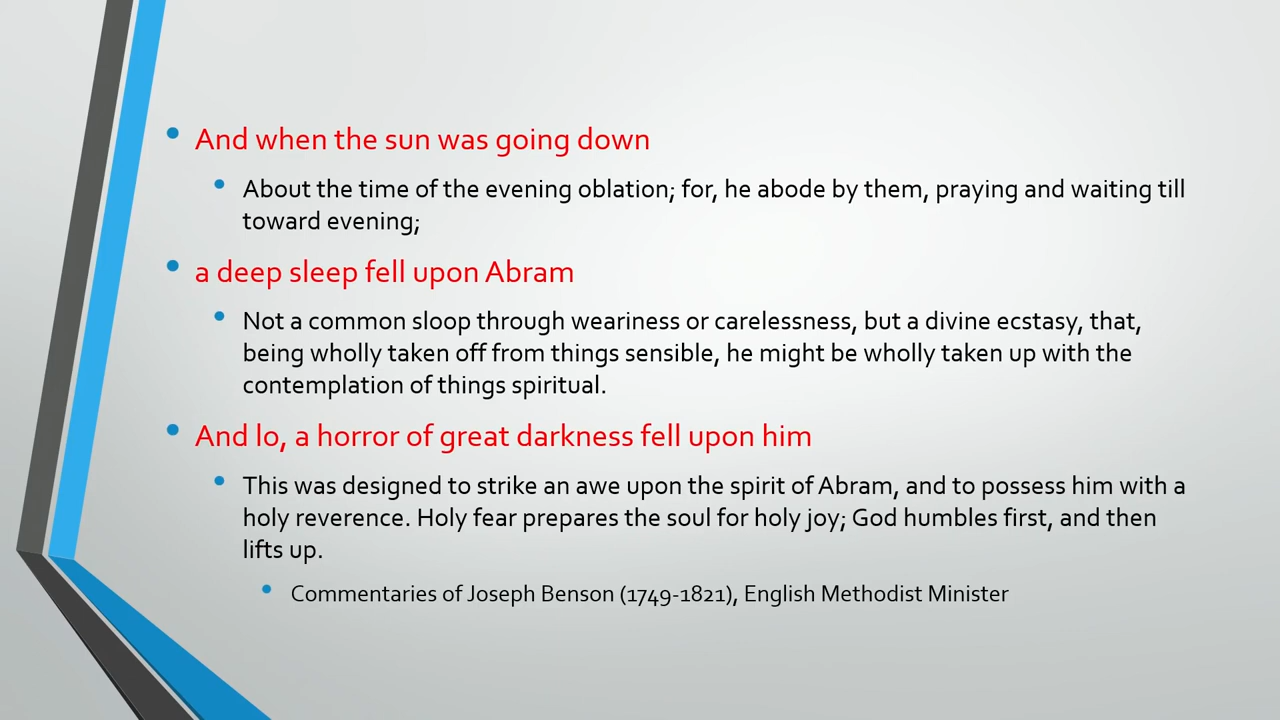 And when the sun was going down
About the time of the evening oblation; for, he abode by them, praying and waiting till
toward evening;
a deep sleep fell upon Abram
Not a common sloop through weariness or carelessness, but a divine ecstasy, that,
being wholly taken off from things sensible, he might be wholly taken up with the
contemplation of things spiritual.
And lo, a horror of great darkness fell upon him
This was designed to strike an awe upon the spirit of Abram, and to possess him with a
holy reverence. Holy fear prepares the soul for holy joy; God humbles first, and then
lifts up.
Commentaries of Joseph Benson (1749-1821), English Methodist Minister